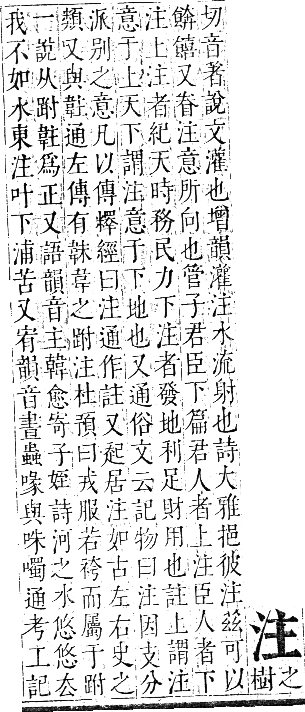 注之樹
切音著說文灌也增韻灌注水流射也詩大雅挹彼注兹可以
餴饎又眷注意所向也管子君臣下篇君人者上注臣人者下
注上注者紀天時務民力下注者發地利足財用也註上謂注
意于上天下謂注意于下地也又通俗文云記物曰注因支分
派別之意凡以傳釋經曰注通作註又起居注如古左右史之
類又與䪒通左傳有韎韋之跗注杜預曰戎服若袴而屬于跗
一說从跗䪒爲正又語韻音主韓愈寄子姪詩河之水悠悠去
我不如水東注叶下浦苦又宥韻音晝蟲喙與咮噣通考工記